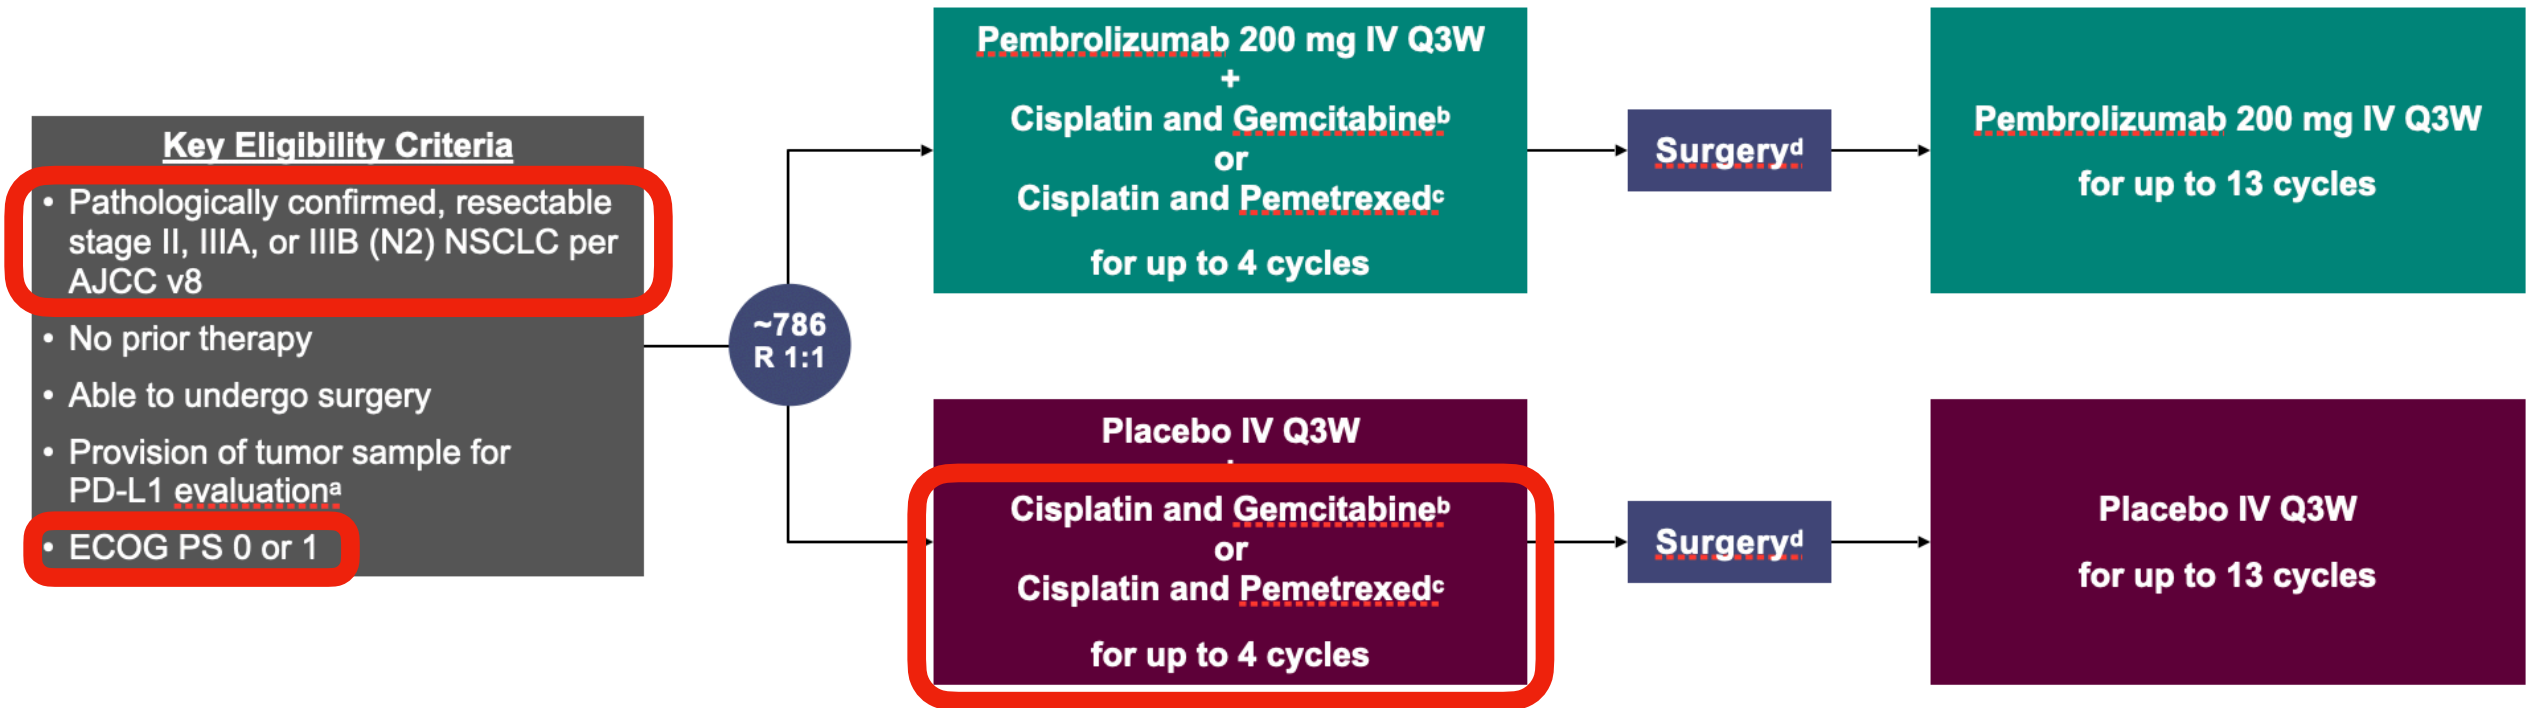 Key Eligibility Criteria
• Pathologically confirmed, resectable
stage II, IIIA, or IIIB (N2) NSCLC per
AJCC v8
• No prior therapy
• Able to undergo surgery
• Provision of tumor sample for
PD-L1 evaluationᵃ
• ECOG PS 0 or 1
~786
R 1:1
Pembrolizumab 200 mg IV Q3W
+
Cisplatin and Gemcitabineᵇ
or
Cisplatin and Pemetrexedᶜ
for up to 4 cycles
Surgeryᵈ
Pembrolizumab 200 mg IV Q3W
for up to 13 cycles
Placebo IV Q3W
Cisplatin and Gemcitabineᵇ
or
Cisplatin and Pemetrexedᶜ
for up to 4 cycles
Surgeryᵈ
Placebo IV Q3W
for up to 13 cycles